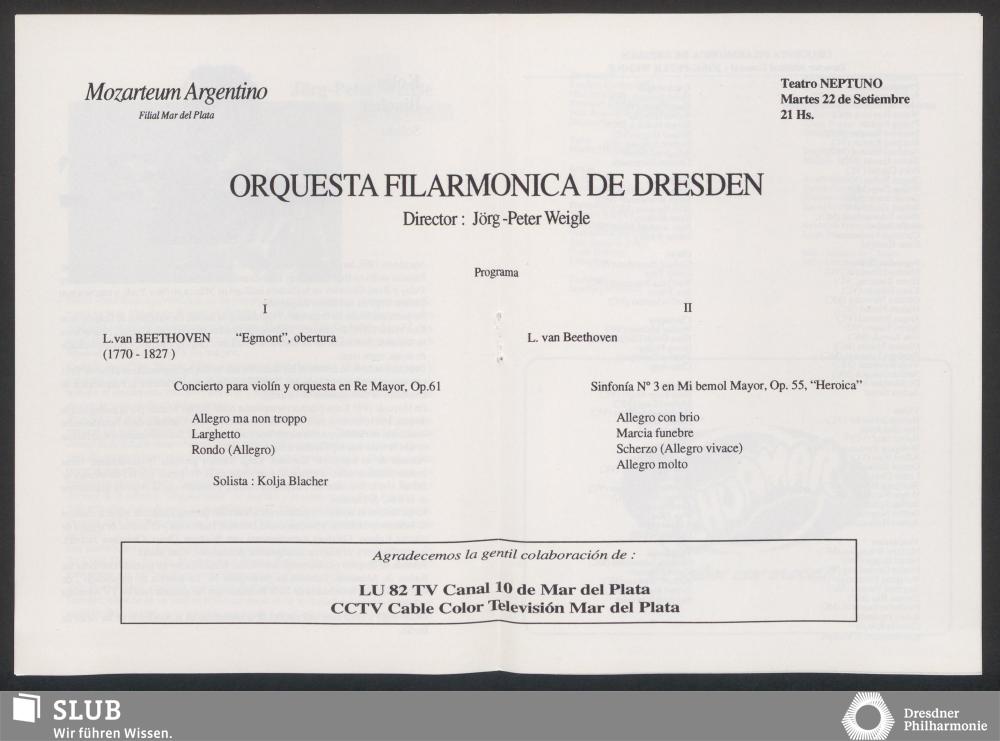 Mozarteum Argentino
Filial Mar del Plata
Teatro NEPTUNO
Martes 22 de Setiembre
21 Hs.
ORQUESTA FILARMONICA DE DRESDEN
Director : Jörg -Peter Weigle
Programa
I
L.van BEETHOVEN "Egmont", obertura
(1770 - 1827 )
Concierto para violín y orquesta en Re Mayor, Op.61
Allegro ma non troppo
Larghetto
Rondo (Allegro)
Solista : Kolja Blacher
II
L. van Beethoven
Sinfonía Nº 3 en Mi bemol Mayor, Op. 55, "Heroica"
Allegro con brio
Marcia funebre
Scherzo (Allegro vivace)
Allegro molto
Agradecemos la gentil colaboración de :
LU 82 TV Canal 10 de Mar del Plata
CCTV Cable Color Televisión Mar del Plata
SLUB
Wir führen Wissen.
Dresdner
Philharmonie